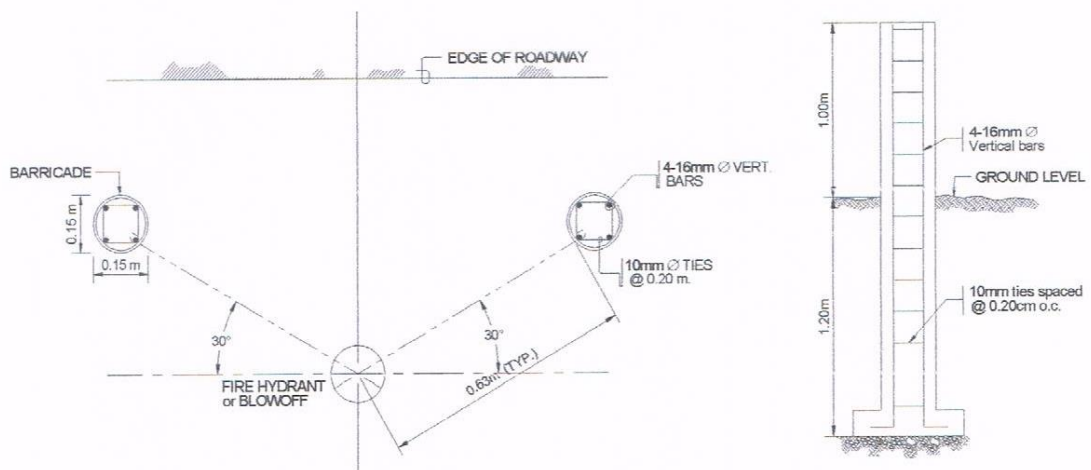 EDGE OF ROADWAY
BARRICADE
0.15 m
0.15 m
4-16mm Ø VERT.
BARS
10mm Ø TIES
@ 0.20 m.
30°
30°
0.63m (TYP.)
FIRE HYDRANT
or BLOWOFF
1.00m
4-16mm Ø
Vertical bars
GROUND LEVEL
1.20m
10mm ties spaced
@ 0.20cm o.c.